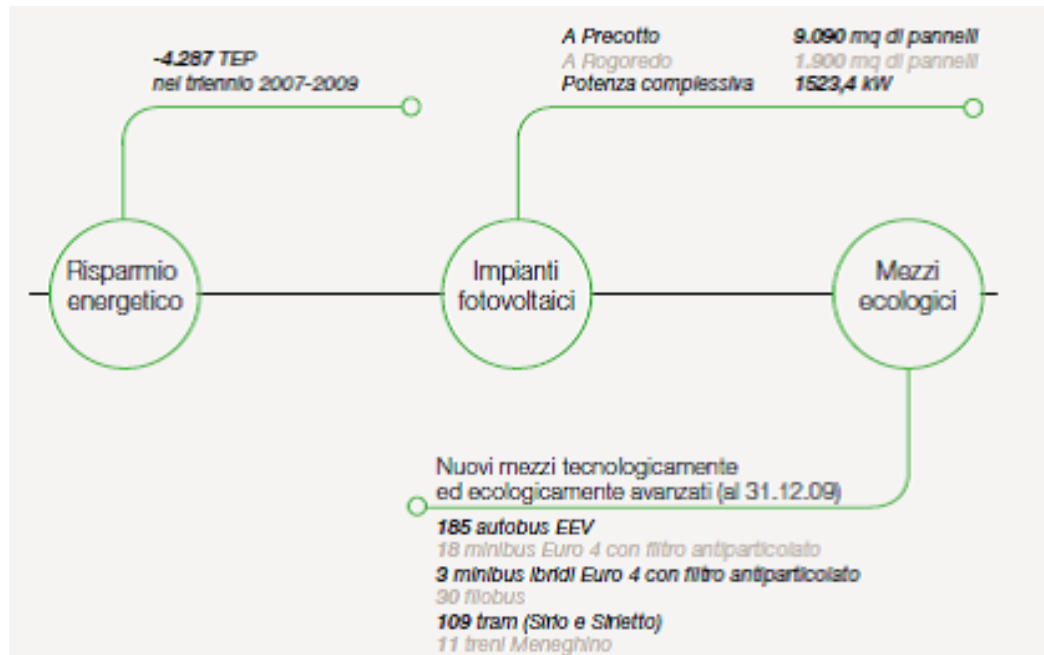 -4.287 TEP
nel triennio 2007-2009
A Precotto 9.090 mq di pannelli
A Rogoredo 1.900 mq di pannelli
Potenza complessiva 1523,4 kW
Risparmio
energetico
Impianti
fotovoltaici
Mezzi
ecologici
Nuovi mezzi tecnologicamente
ed ecologicamente avanzati (al 31.12.09)
185 autobus EEV
18 minibus Euro 4 con filtro antiparticolato
3 minibus ibridi Euro 4 con filtro antiparticolato
30 filobus
109 tram (Sirio e Sirietto)
11 treni Meneghino